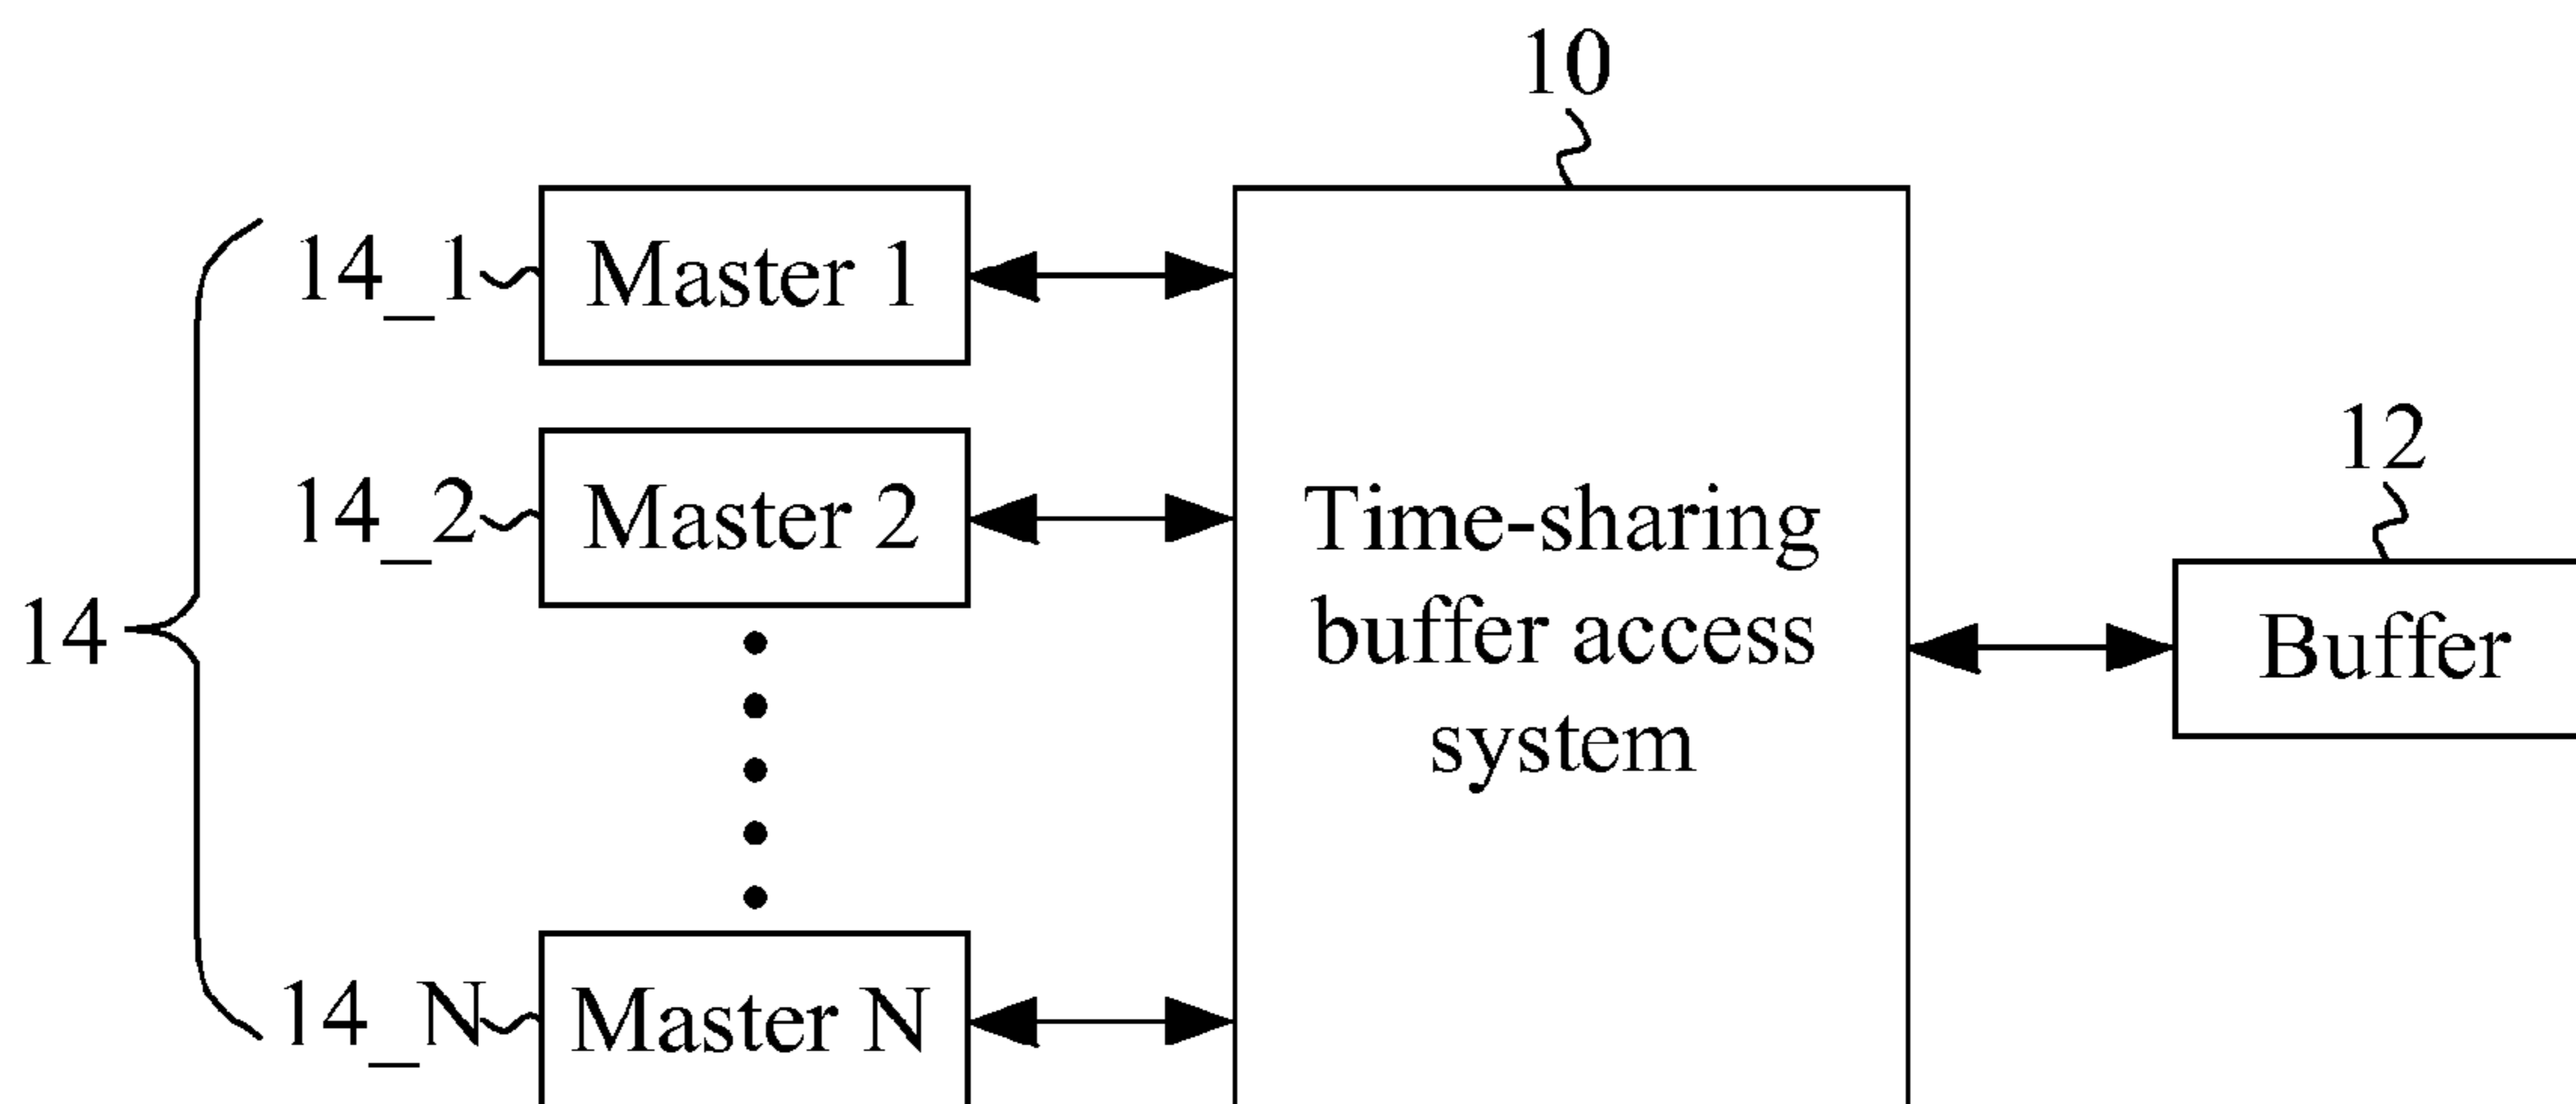 10
14_1 Master 1
14_2 Master 2
12
Time-sharing
buffer access
system
14
Buffer
14_N Master N